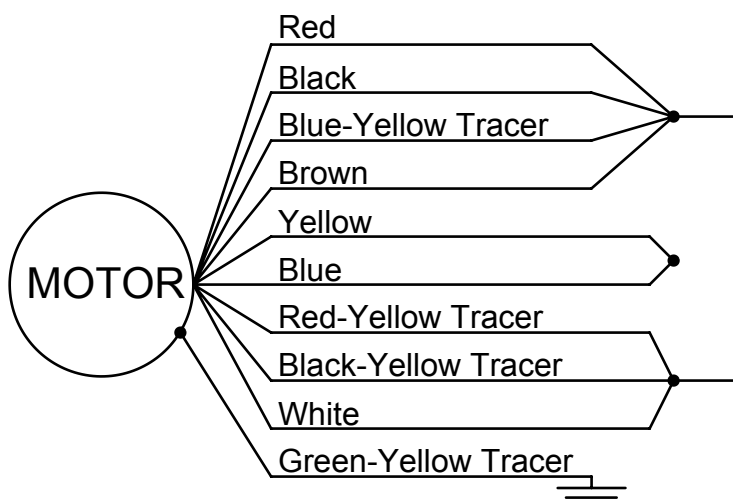 Red
Black
Blue-Yellow Tracer
Brown
Yellow
MOTOR
Blue
Red-Yellow Tracer
Black-Yellow Tracer
White
Green-Yellow Tracer